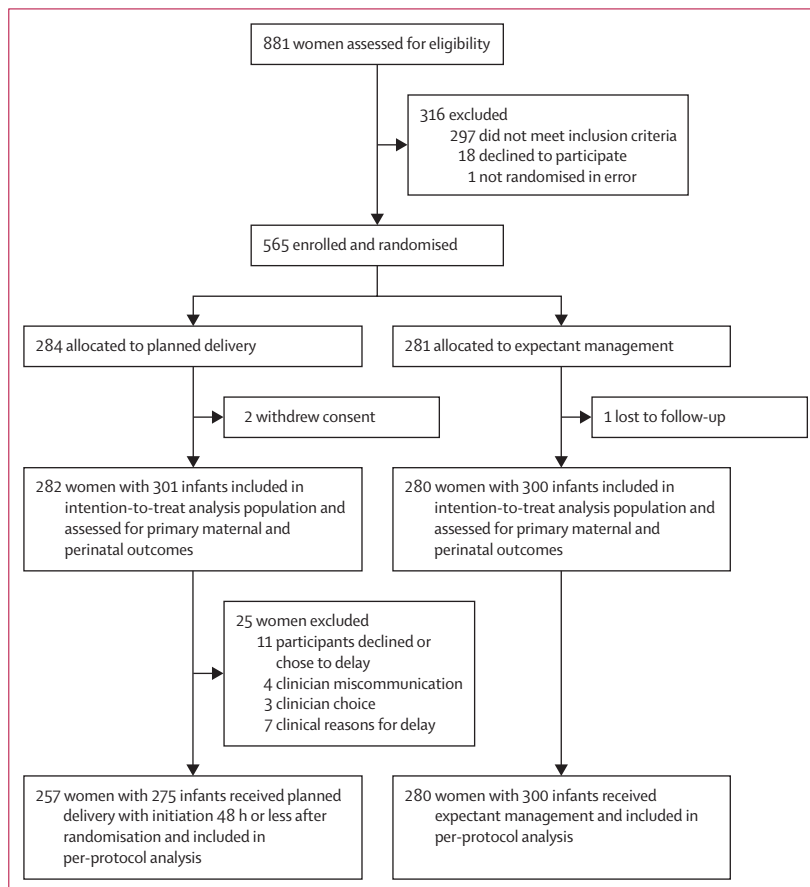 881 women assessed for eligibility
316 excluded
297 did not meet inclusion criteria
18 declined to participate
1 not randomised in error
565 enrolled and randomised
284 allocated to planned delivery
281 allocated to expectant management
2 withdrew consent
1 lost to follow-up
282 women with 301 infants included in
intention-to-treat analysis population and
assessed for primary maternal and
perinatal outcomes
280 women with 300 infants included in
intention-to-treat analysis population and
assessed for primary maternal and
perinatal outcomes
25 women excluded
11 participants declined or
chose to delay
4 clinician miscommunication
3 clinician choice
7 clinical reasons for delay
257 women with 275 infants received planned
delivery with initiation 48 h or less after
randomisation and included in
per-protocol analysis
280 women with 300 infants received
expectant management and included in
per-protocol analysis